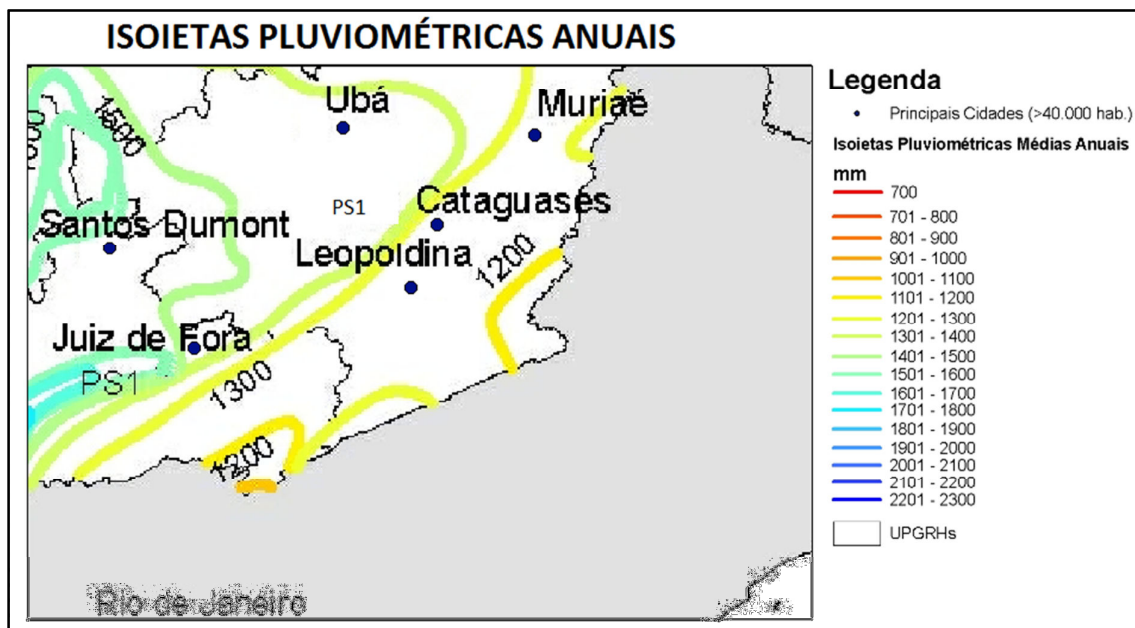 ISOIETAS PLUVIOMÉTRICAS ANUAIS
1500
Ubá
Muriaé
PS1
Cataguases
Santos Dumont
Leopoldina
1200
Juiz de Fora
PS1
1300
1200
Rio de Janeiro
Legenda
Principais Cidades (>40.000 hab.)
Isoietas Pluviométricas Médias Anuais
mm
700
701 - 800
801 - 900
901 - 1000
1001 - 1100
1101 - 1200
1201 - 1300
1301 - 1400
1401 - 1500
1501 - 1600
1601 - 1700
1701 - 1800
1801 - 1900
1901 - 2000
2001 - 2100
2101 - 2200
2201 - 2300
UPGRHs